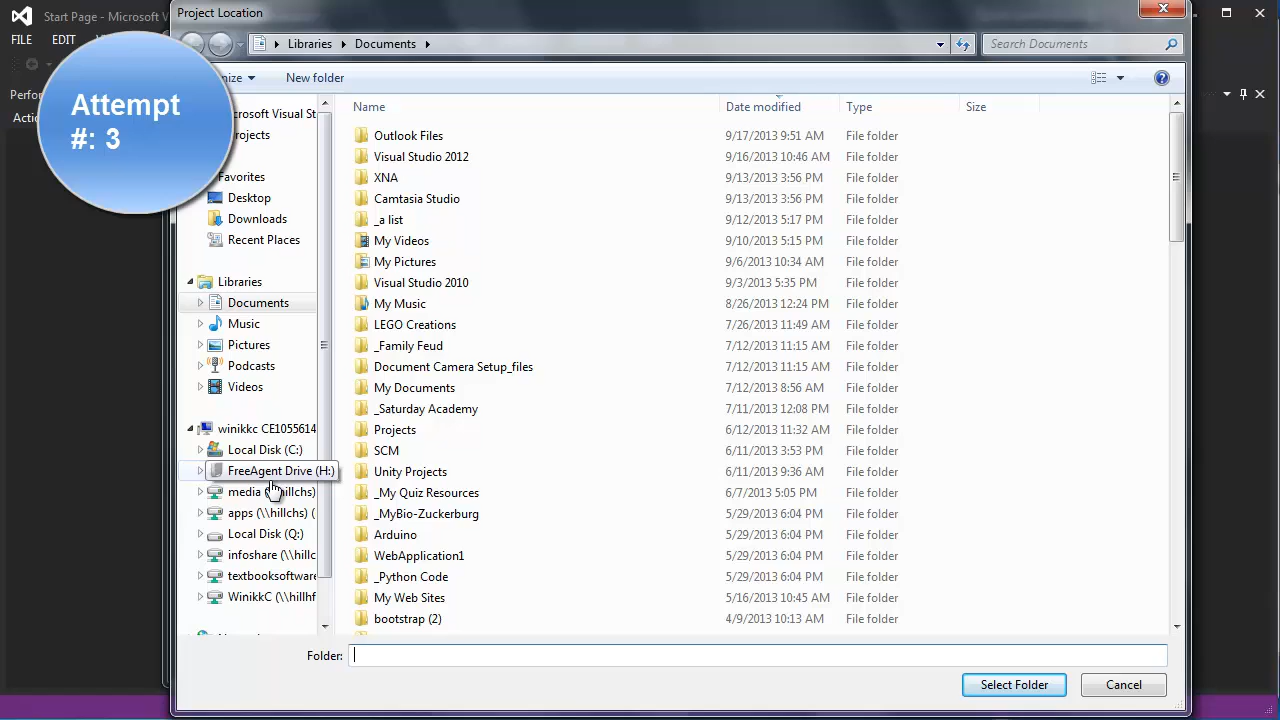 Project Location
Start Page - Microsoft V
FILE EDIT
Libraries Documents
Search Documents
New folder
Attempt
#: 3
Name Date modified Type Size
Outlook Files 9/17/2013 9:51 AM File folder
Visual Studio 2012 9/16/2013 10:46 AM File folder
XNA 9/13/2013 3:56 PM File folder
Camtasia Studio 9/13/2013 3:56 PM File folder
_a list 9/12/2013 5:17 PM File folder
My Videos 9/10/2013 5:15 PM File folder
My Pictures 9/6/2013 10:34 AM File folder
Visual Studio 2010 9/3/2013 5:35 PM File folder
My Music 8/26/2013 12:24 PM File folder
LEGO Creations 7/26/2013 11:49 AM File folder
_Family Feud 7/12/2013 11:15 AM File folder
Document Camera Setup_files 7/12/2013 11:15 AM File folder
My Documents 7/12/2013 8:56 AM File folder
_Saturday Academy 7/11/2013 12:08 PM File folder
Projects 6/12/2013 11:32 AM File folder
SCM 6/11/2013 3:53 PM File folder
Unity Projects 6/11/2013 9:36 AM File folder
_My Quiz Resources 6/7/2013 5:05 PM File folder
_MyBio-Zuckerburg 5/29/2013 6:04 PM File folder
Arduino 5/29/2013 6:04 PM File folder
WebApplication1 5/29/2013 6:04 PM File folder
_Python Code 5/29/2013 6:04 PM File folder
My Web Sites 5/16/2013 10:45 AM File folder
bootstrap (2) 4/9/2013 10:13 AM File folder
crosoft Visual St
rojects
avorites
Desktop
Downloads
Recent Places
Libraries
Documents
Music
Pictures
Podcasts
Videos
winikkc CE1055614
Local Disk (C:)
FreeAgent Drive (H:)
media hillchs)
apps (\\hillchs) (
Local Disk (Q:)
infoshare (\\hillc
textbooksoftware
WinikkC (\\hillhf
Folder:
Select Folder Cancel